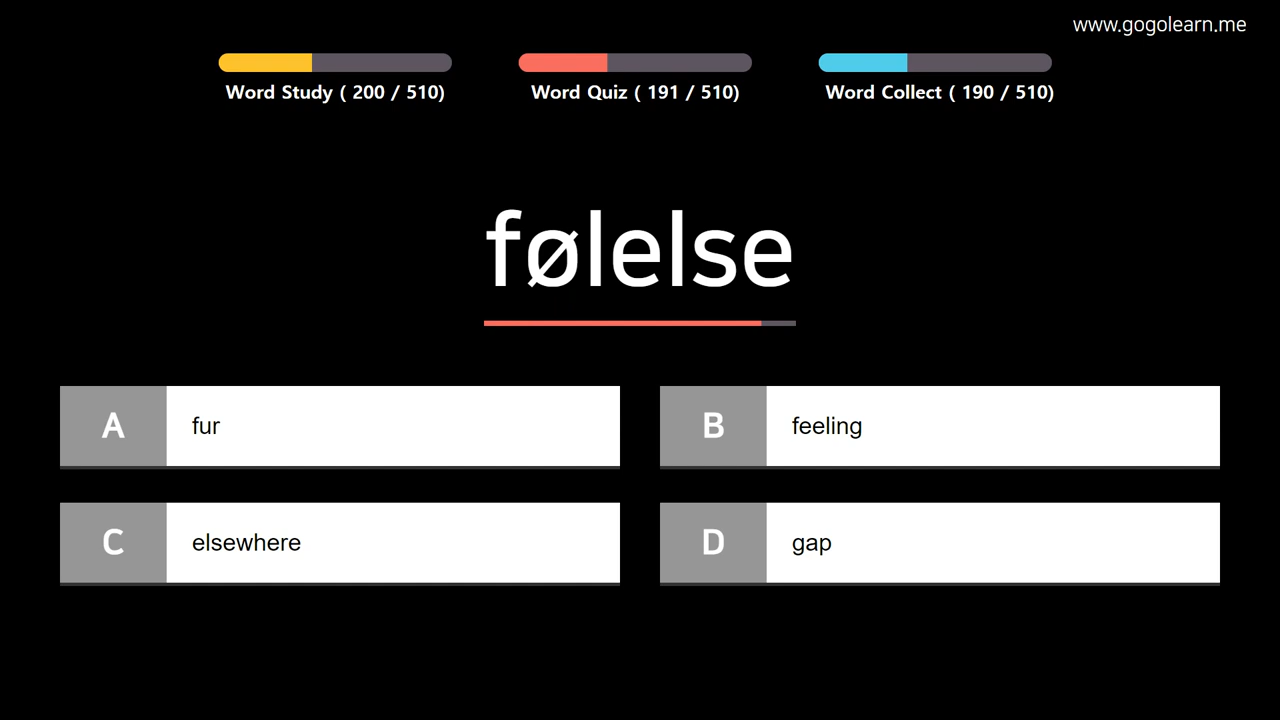 www.gogolearn.me
Word Study ( 200 / 510)
Word Quiz ( 191 / 510)
Word Collect ( 190 / 510)
følelse
A fur
B feeling
C elsewhere
D gap